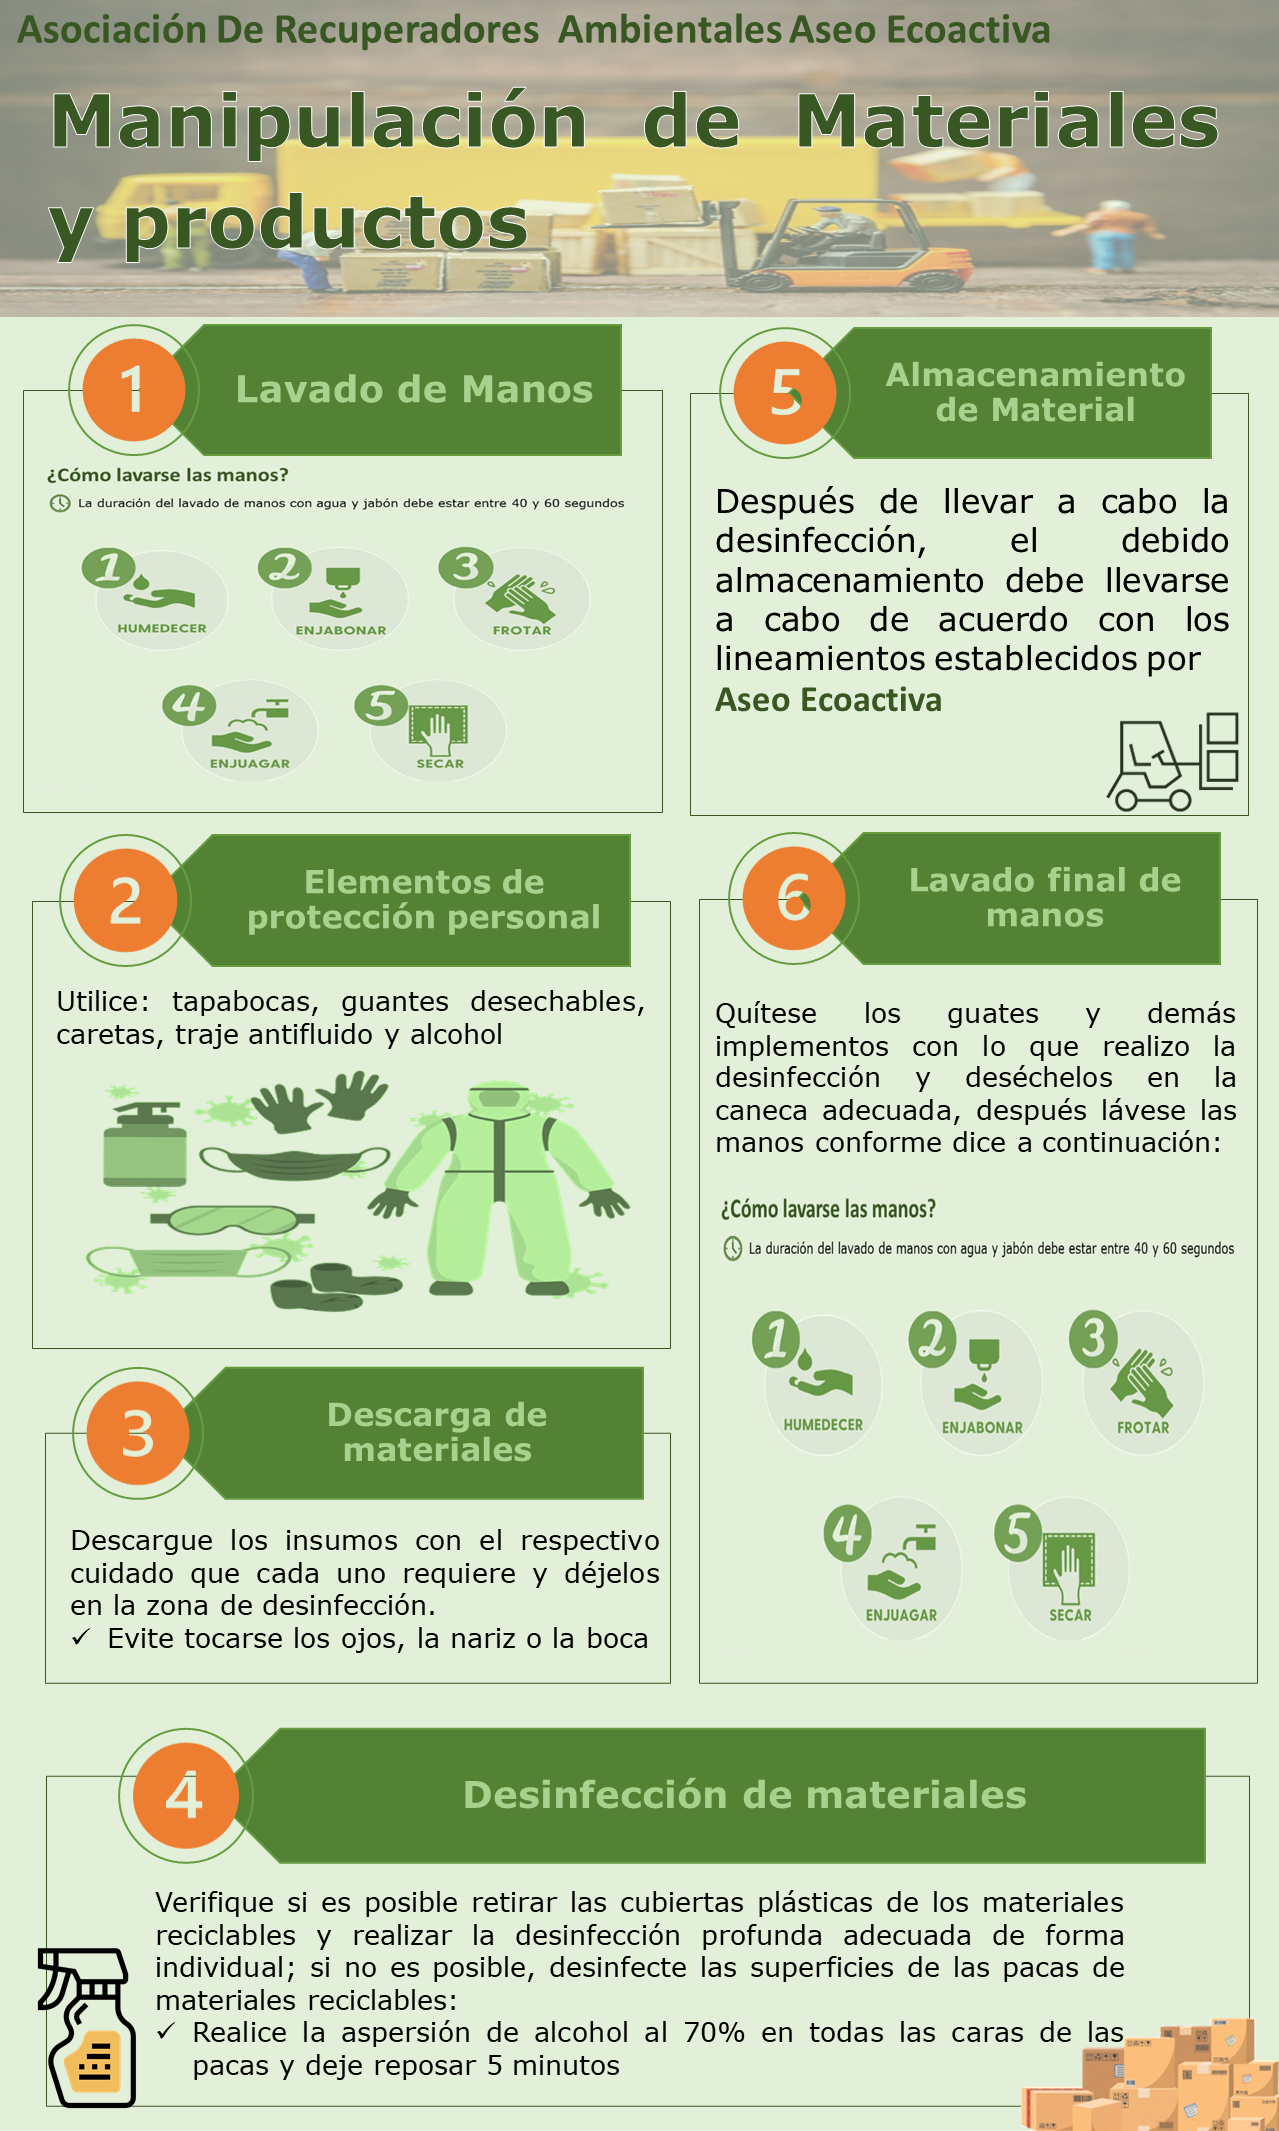 Asociación De Recuperadores Ambientales Aseo Ecoactiva
Manipulación de Materiales
y productos
1
Lavado de Manos
¿Cómo lavarse las manos?
La duración del lavado de manos con agua y jabón debe estar entre 40 y 60 segundos
1
HUMEDECER
2
ENJABONAR
3
FROTAR
4
ENJUAGAR
5
SECAR
2
Elementos de
protección personal
Utilice: tapabocas, guantes desechables,
caretas, traje antifluido y alcohol
3
Descarga de
materiales
Descargue los insumos con el respectivo
cuidado que cada uno requiere y déjelos
en la zona de desinfección.
✓ Evite tocarse los ojos, la nariz o la boca
4
Desinfección de materiales
Verifique si es posible retirar las cubiertas plásticas de los materiales
reciclables y realizar la desinfección profunda adecuada de forma
individual; si no es posible, desinfecte las superficies de las pacas de
materiales reciclables:
✓ Realice la aspersión de alcohol al 70% en todas las caras de las
pacas y deje reposar 5 minutos
5
Almacenamiento
de Material
Después de llevar a cabo la
desinfección, el debido
almacenamiento debe llevarse
a cabo de acuerdo con los
lineamientos establecidos por
Aseo Ecoactiva
6
Lavado final de
manos
Quítese los guates y demás
implementos con lo que realizo la
desinfección y deséchelos en la
caneca adecuada, después lávese las
manos conforme dice a continuación:
¿Cómo lavarse las manos?
La duración del lavado de manos con agua y jabón debe estar entre 40 y 60 segundos
1
HUMEDECER
2
ENJABONAR
3
FROTAR
4
ENJUAGAR
5
SECAR